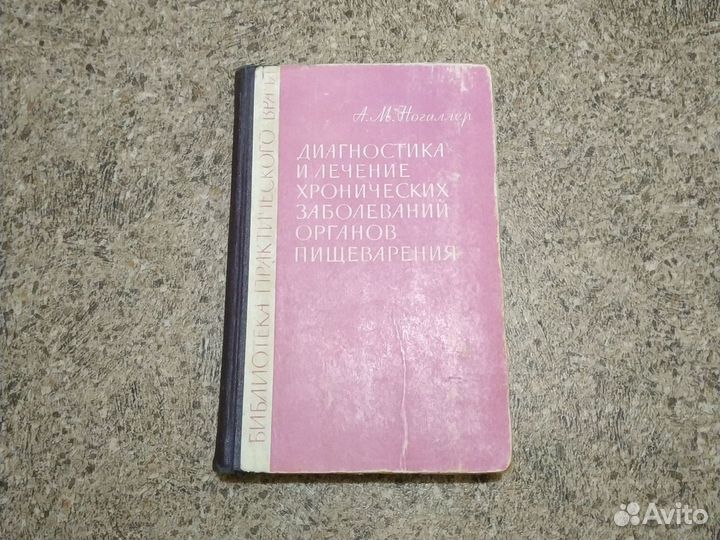 А.М. Ногаллер
ДИАГНОСТИКА
И ЛЕЧЕНИЕ
ХРОНИЧЕСКИХ
ЗАБОЛЕВАНИЙ
ОРГАНОВ
ПИЩЕВАРЕНИЯ
БИБЛИОТЕКА ПРАКТИЧЕСКОГО ВРАЧА
Avito